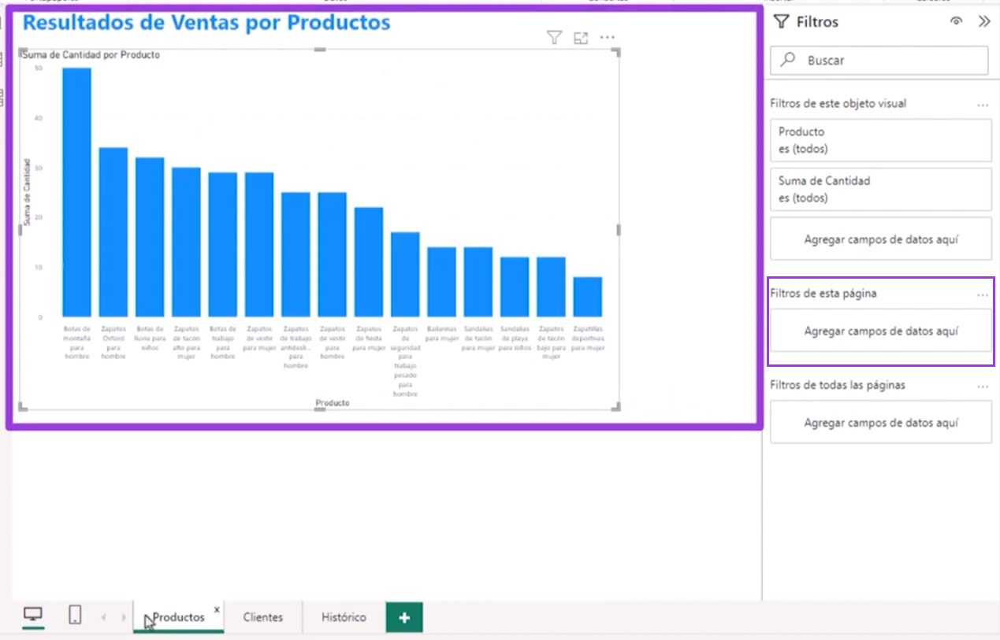 Resultados de Ventas por Productos
Suma de Cantidad por Producto
50
40
30
20
10
0
Suma de Cantidad
Botas de montaña para hombre
Zapatos Oxford para hombre
Botas de lluvia para niños
Zapatos de tacón alto para mujer
Botas de trabajo para hombre
Zapatos de vestir para mujer
Zapatos de trabajo antidesli... para hombre
Zapatos de vestir para hombre
Zapatos de fiesta para mujer
Zapatos de seguridad para trabajo pesado para hombre
Bailarinas para mujer
Sandalias de tacón para mujer
Sandalias de playa para niños
Zapatos de tacón bajo para mujer
Zapatillas deportivas para mujer
Producto
Filtros
Buscar
Filtros de este objeto visual
Producto
es (todos)
Suma de Cantidad
es (todos)
Agregar campos de datos aquí
Filtros de esta página
Agregar campos de datos aquí
Filtros de todas las páginas
Agregar campos de datos aquí
Productos
x
Clientes
Histórico